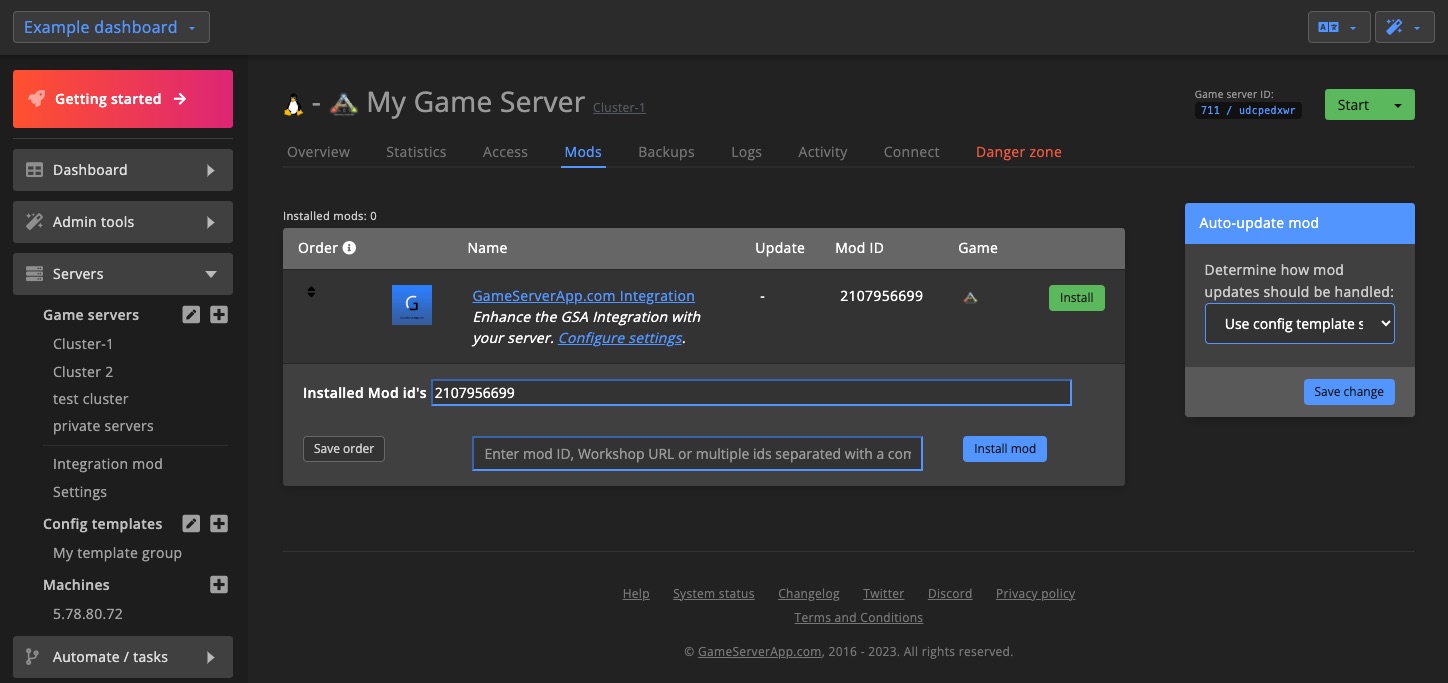 Example dashboard
Getting started
Dashboard
Admin tools
Servers
Game servers
Cluster-1
Cluster 2
test cluster
private servers
Integration mod
Settings
Config templates
My template group
Machines
5.78.80.72
Automate / tasks
- My Game Server Cluster-1
Game server ID:
711 / udcpedxwr
Start
Overview Statistics Access Mods Backups Logs Activity Connect Danger zone
Installed mods: 0
Order Name Update Mod ID Game
G
GameServerApp.com Integration - 2107956699 Install
Enhance the GSA Integration with
your server. Configure settings.
Installed Mod id's 2107956699
Save order Enter mod ID, Workshop URL or multiple ids separated with a com Install mod
Auto-update mod
Determine how mod
updates should be handled:
Use config template s
Save change
Help System status Changelog Twitter Discord Privacy policy
Terms and Conditions
© GameServerApp.com, 2016 - 2023. All rights reserved.